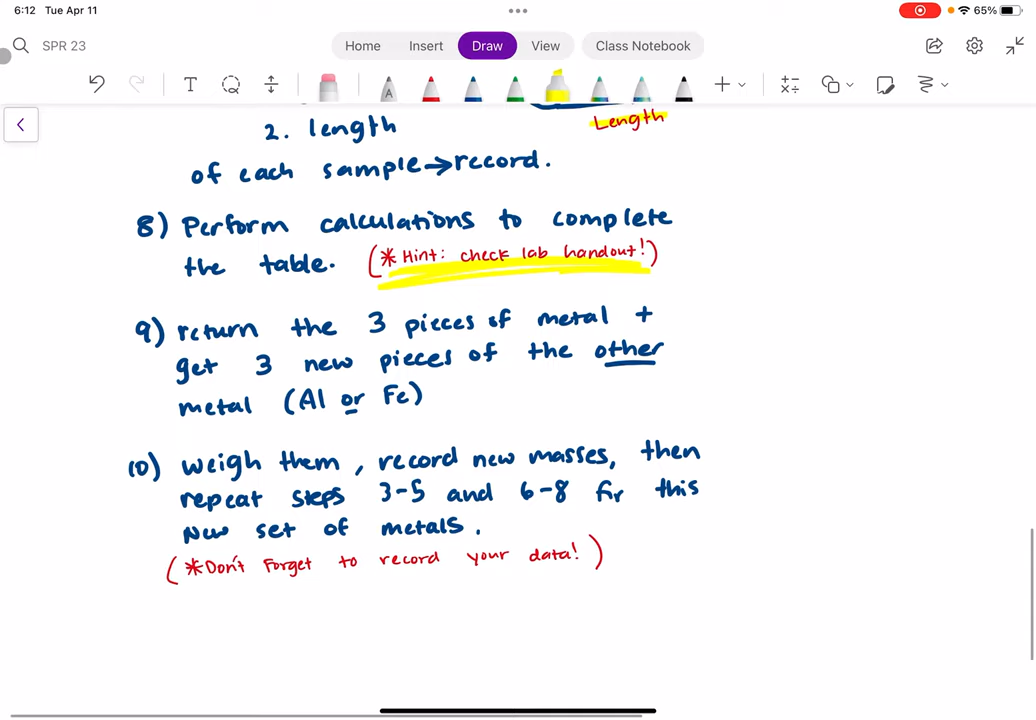 6:12 Tue Apr 11
65%
SPR 23
Home Insert Draw View Class Notebook
T
A
Length
2. length
of each sample→record.
8) Perform calculations to complete
the table. (* Hint: check lab handout!)
9) return the 3 pieces of metal +
get 3 new pieces of the other
metal (Al or Fe)
10) weigh them, record new masses, then
repeat steps 3-5 and 6-8 for this
new set of metals.
(*Don't forget to record your data!)